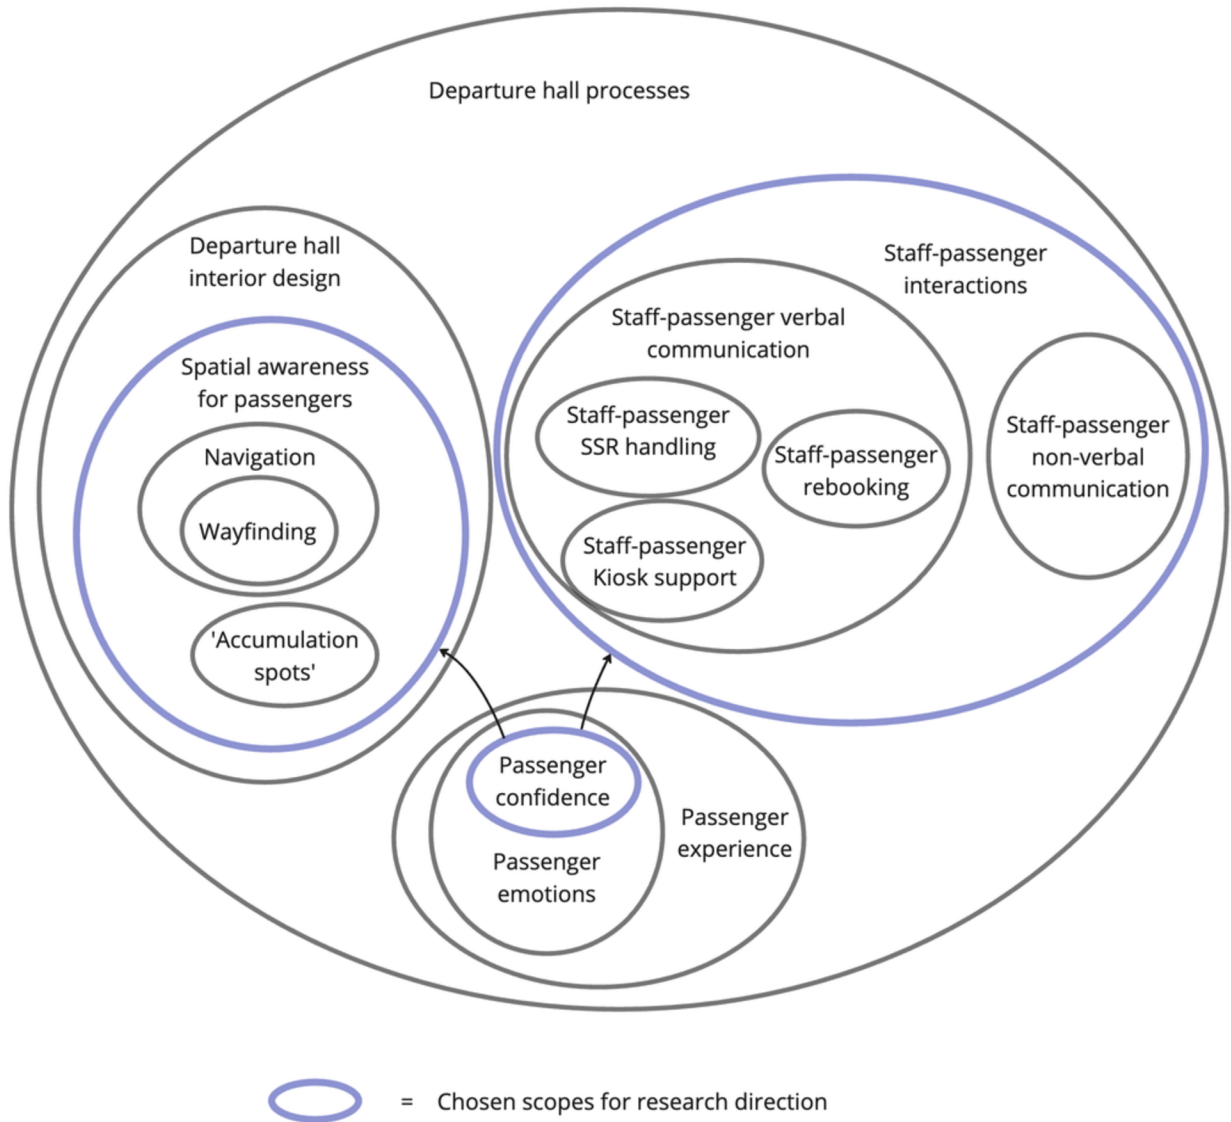 Departure hall processes
Departure hall
interior design
Spatial awareness
for passengers
Navigation
Wayfinding
'Accumulation
spots'
Staff-passenger
interactions
Staff-passenger verbal
communication
Staff-passenger
SSR handling
Staff-passenger
rebooking
Staff-passenger
Kiosk support
Staff-passenger
non-verbal
communication
Passenger
confidence
Passenger
emotions
Passenger
experience
= Chosen scopes for research direction